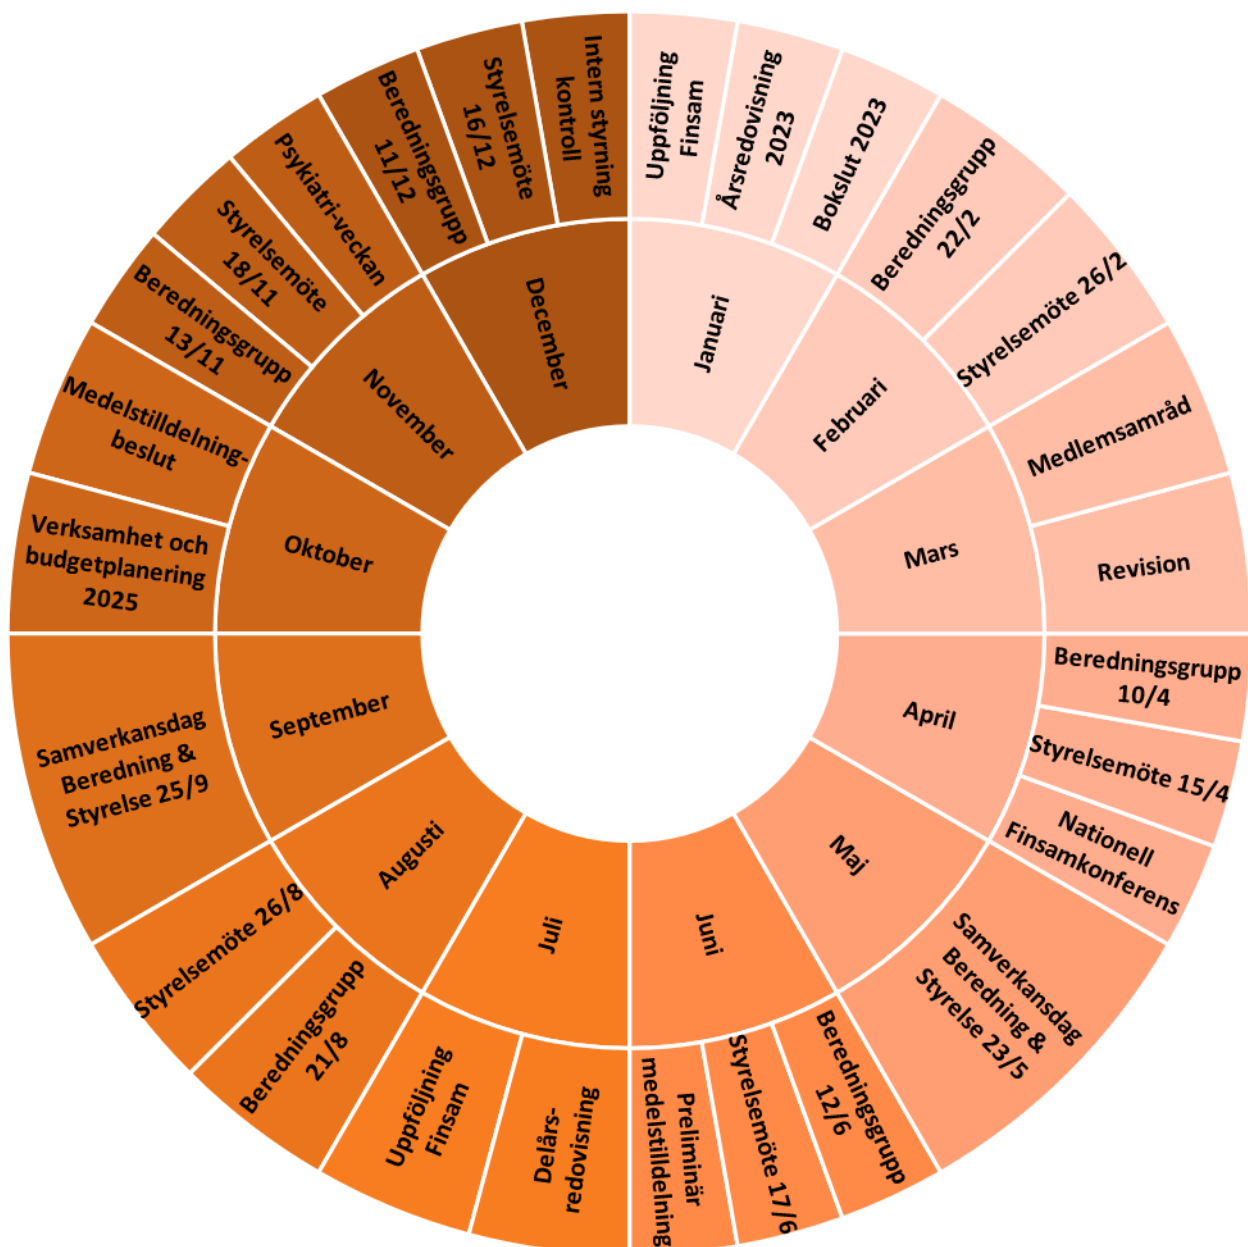 Januari
Uppföljning
Finsam
Årsredovisning
2023
Bokslut 2023
Februari
Beredningsgrupp
22/2
Styrelsemöte 26/2
Mars
Medlemsamråd
Revision
April
Beredningsgrupp
10/4
Styrelsemöte 15/4
Nationell
Finsamkonferens
Maj
Samverkansdag
Beredning &
Styrelse 23/5
Juni
Beredningsgrupp
12/6
Styrelsemöte 17/6
Preliminär
medelstilldelning
Juli
Delårs-
redovisning
Uppföljning
Finsam
Augusti
Beredningsgrupp
21/8
Styrelsemöte 26/8
September
Samverkansdag
Beredning &
Styrelse 25/9
Oktober
Verksamhet och
budgetplanering
2025
Medelstilldelning-
beslut
November
Beredningsgrupp
13/11
Styrelsemöte
18/11
Psykiatri-veckan
December
Beredningsgrupp
11/12
Styrelsemöte
16/12
Intern styrning
kontroll